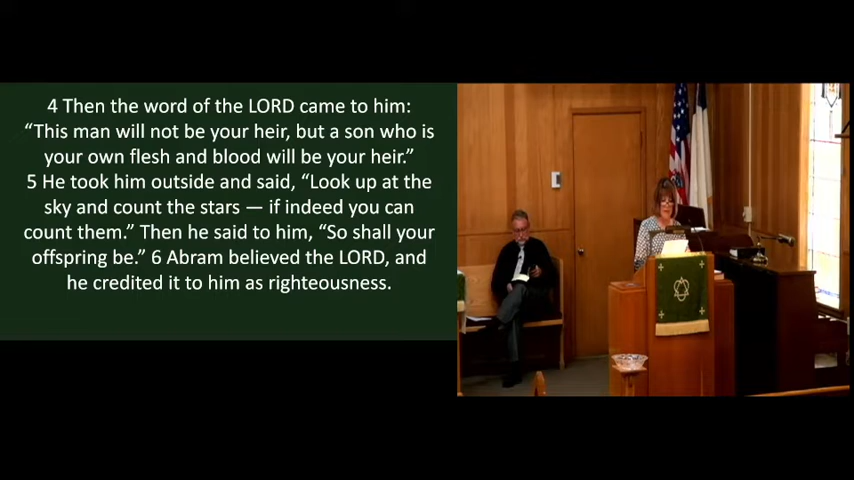 4 Then the word of the LORD came to him:
“This man will not be your heir, but a son who is
your own flesh and blood will be your heir.”
5 He took him outside and said, “Look up at the
sky and count the stars — if indeed you can
count them.” Then he said to him, “So shall your
offspring be.” 6 Abram believed the LORD, and
he credited it to him as righteousness.